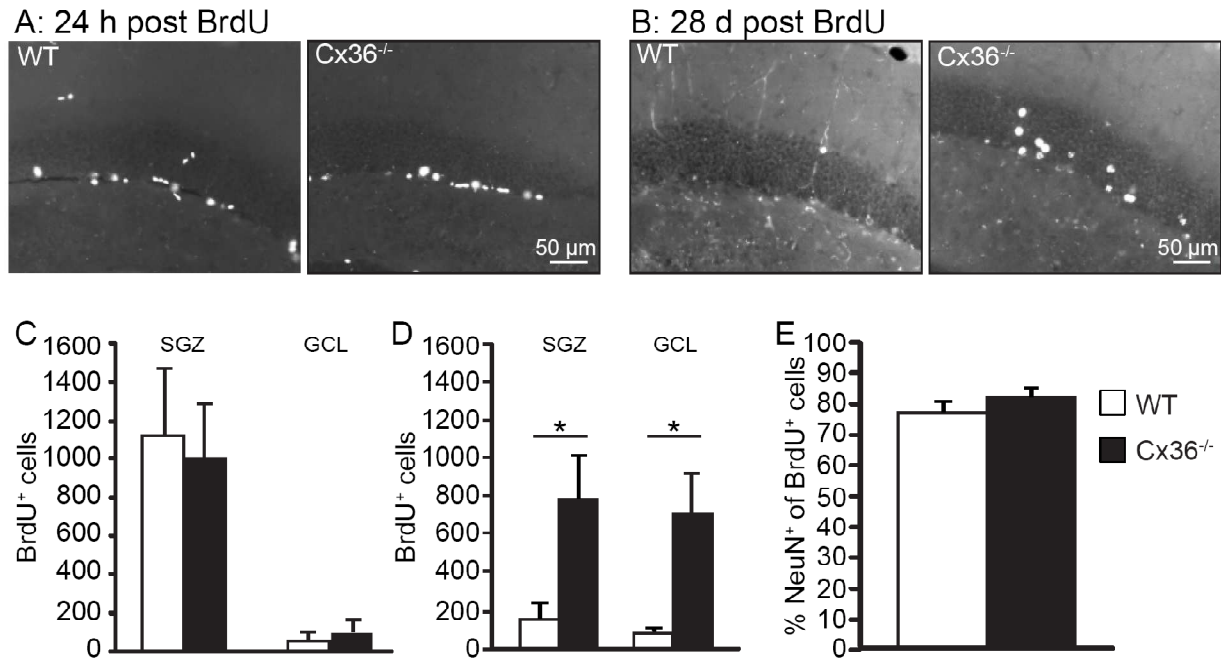 A: 24 h post BrdU
B: 28 d post BrdU
WT
Cx36-/-
WT
Cx36-/-
50 µm
50 µm
C
D
E
SGZ
GCL
SGZ
GCL
BrdU+ cells
1600
1400
1200
1000
800
600
400
200
0
BrdU+ cells
1600
1400
1200
1000
800
600
400
200
0
*
*
% NeuN+ of BrdU+ cells
100
90
80
70
60
50
40
30
20
10
0
WT
Cx36-/-